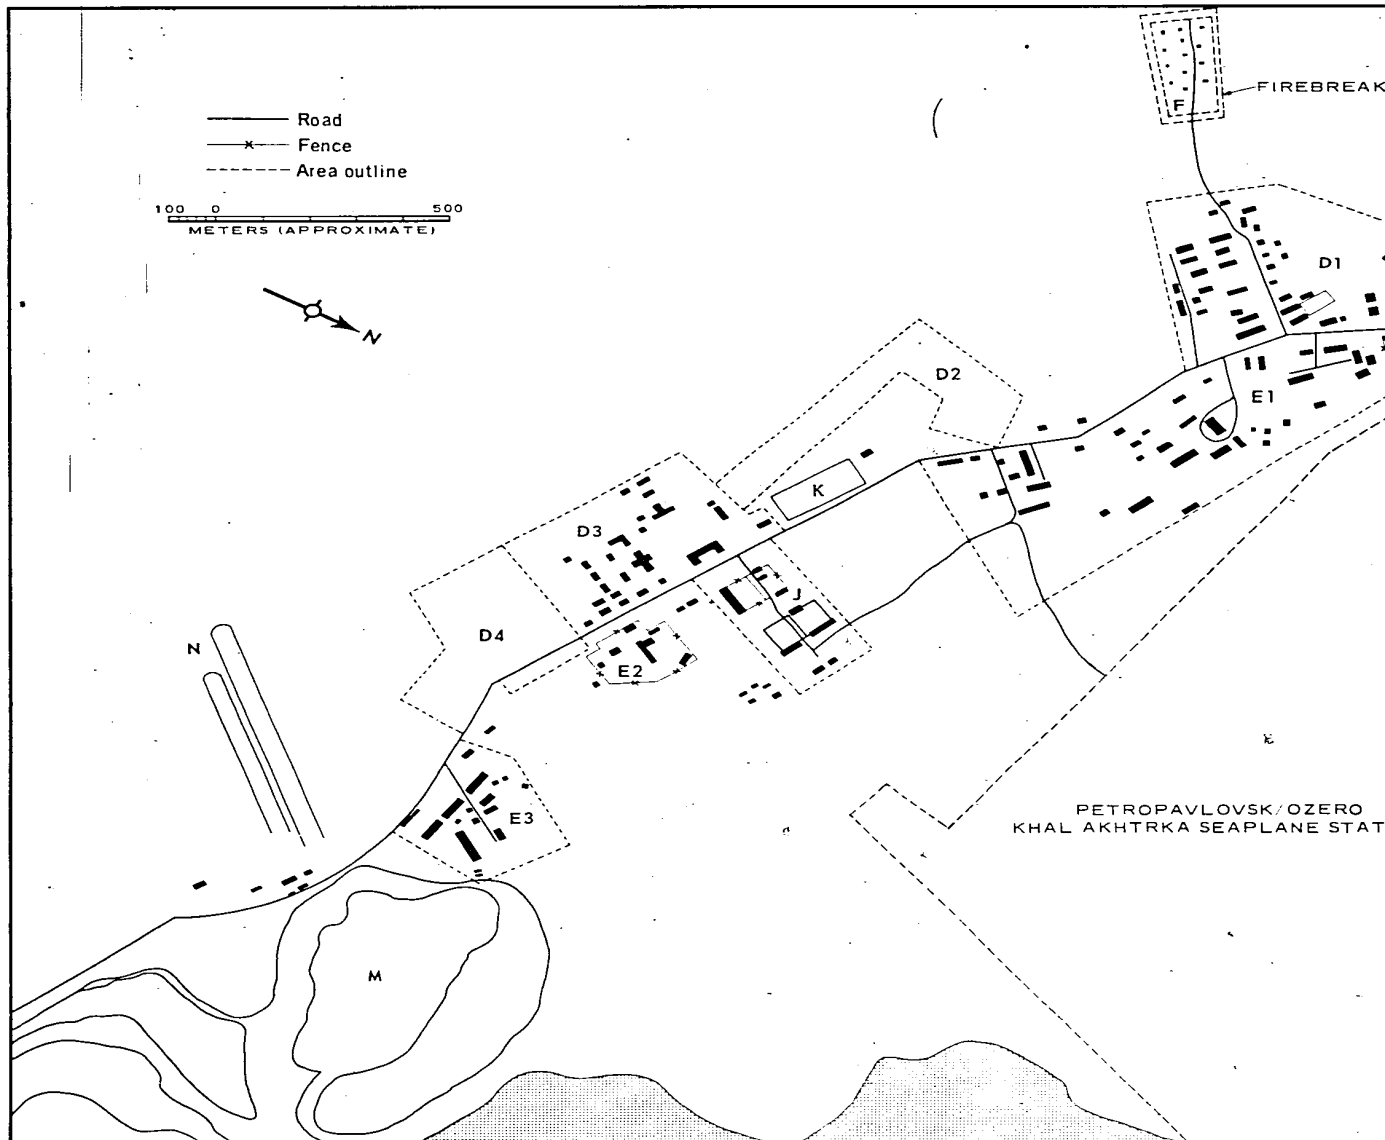 F
FIREBREAK
Road
Fence
Area outline
100 0 500
METERS (APPROXIMATE)
N
D1
D2
E1
K
D3
J
D4
N
E2
E3
PETROPAVLOVSK/OZERO
KHAL AKHTRKA SEAPLANE STAT
M